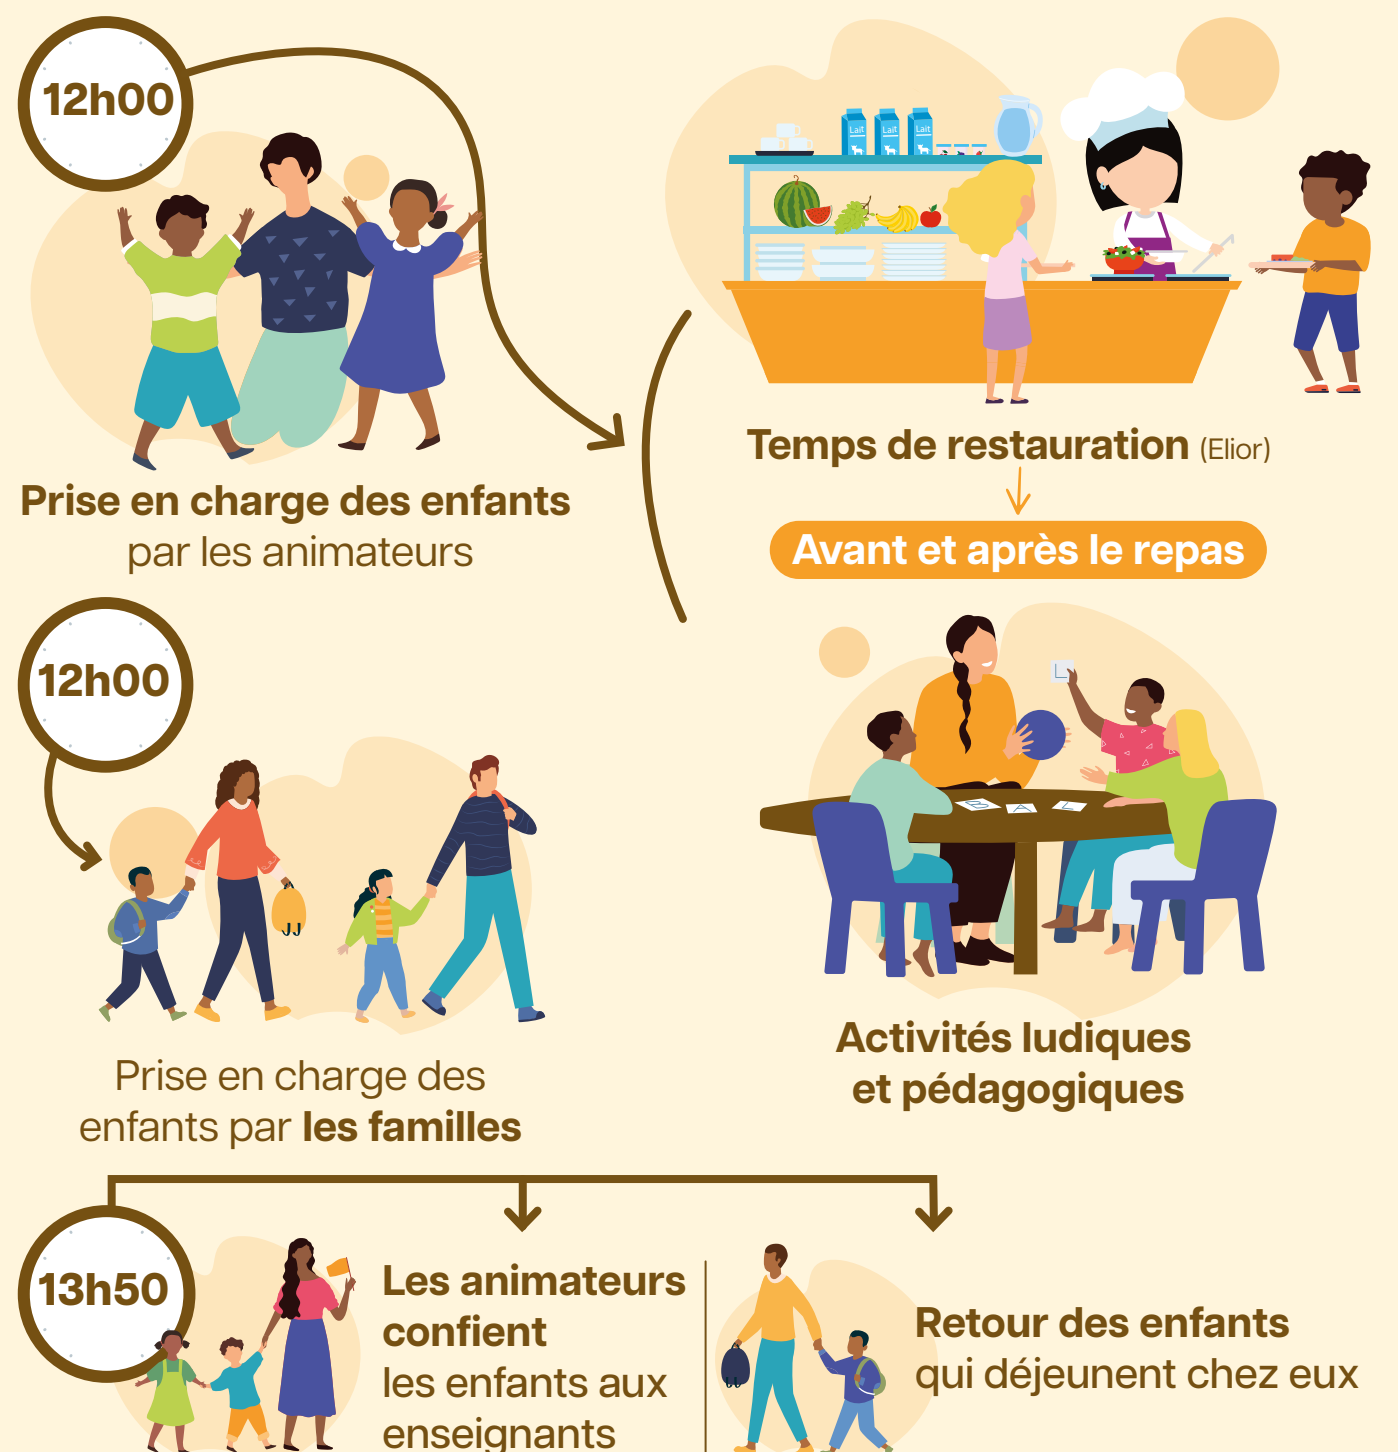 12h00
Prise en charge des enfants
par les animateurs
Lait Lait Lait
Temps de restauration (Elior)
Avant et après le repas
L
B A L
Activités ludiques
et pédagogiques
12h00
Prise en charge des
enfants par les familles
13h50
Les animateurs
confient
les enfants aux
enseignants
Retour des enfants
qui déjeunent chez eux